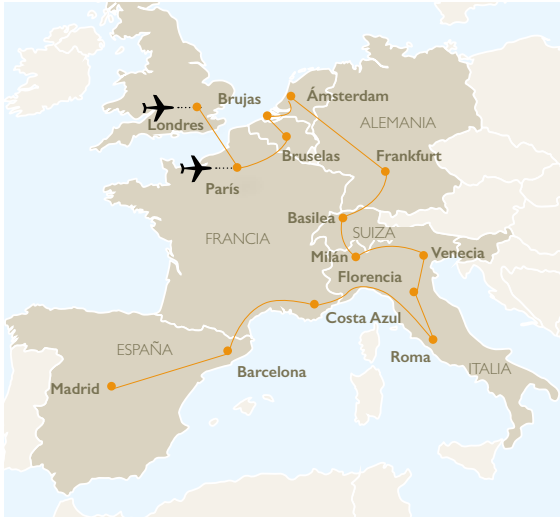 Brujas
Ámsterdam
Londres
ALEMANIA
Bruselas
Frankfurt
París
Basilea
FRANCIA
SUIZA
Milán
Venecia
Florencia
Costa Azul
ESPAÑA
Roma
Barcelona
ITALIA
Madrid